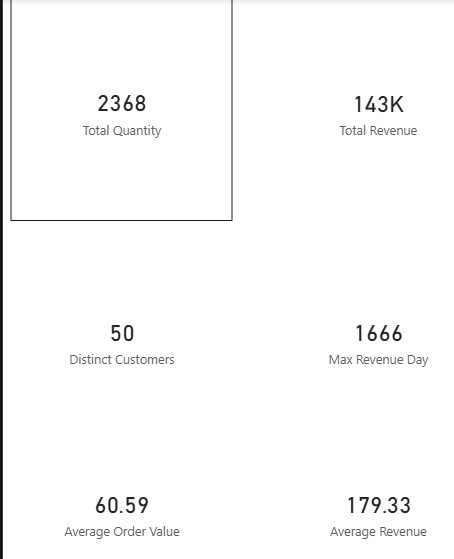 2368
Total Quantity
143K
Total Revenue
50
Distinct Customers
1666
Max Revenue Day
60.59
Average Order Value
179.33
Average Revenue